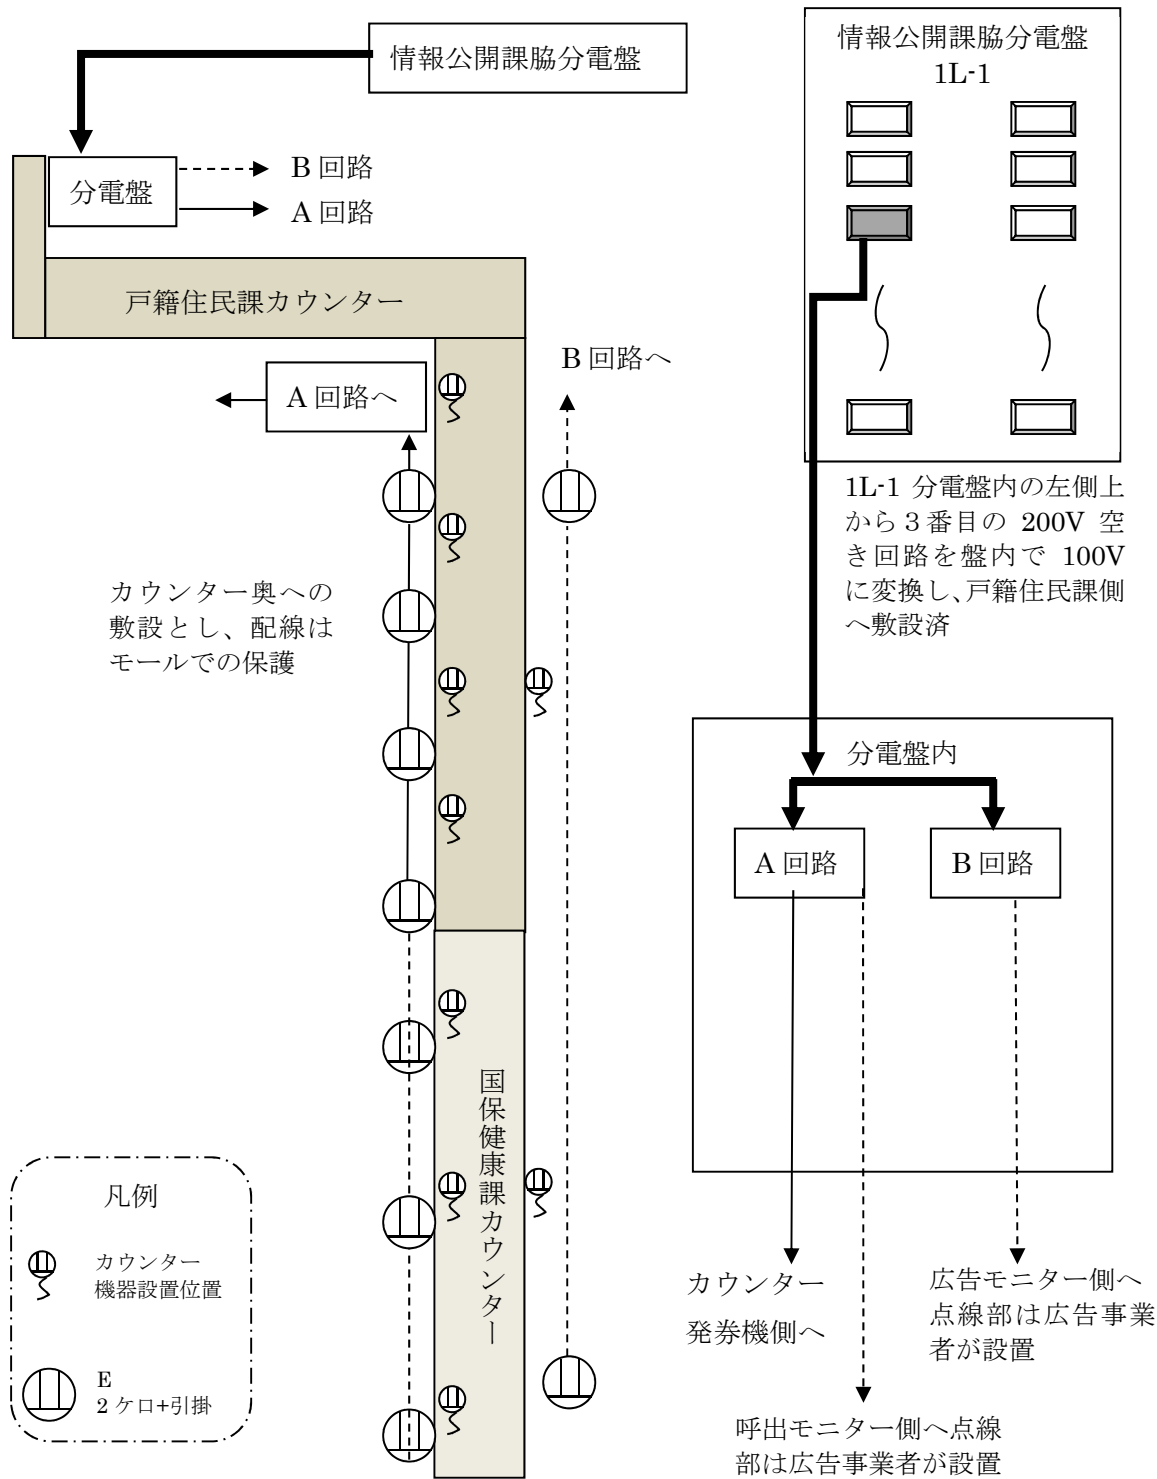 情報公開課脇分電盤
分電盤
B 回路
A 回路
戸籍住民課カウンター
A 回路へ
B 回路へ
カウンター奥への
敷設とし、配線は
モールでの保護
国保健康課カウンター
凡例
カウンター
機器設置位置
E
2 ケロ+引掛
情報公開課脇分電盤
1L-1
1L-1 分電盤内の左側上
から３番目の 200V 空
き回路を盤内で 100V
に変換し、戸籍住民課側
へ敷設済
分電盤内
A 回路
B 回路
カウンター
発券機側へ
広告モニター側へ
点線部は広告事業
者が設置
呼出モニター側へ点線
部は広告事業者が設置